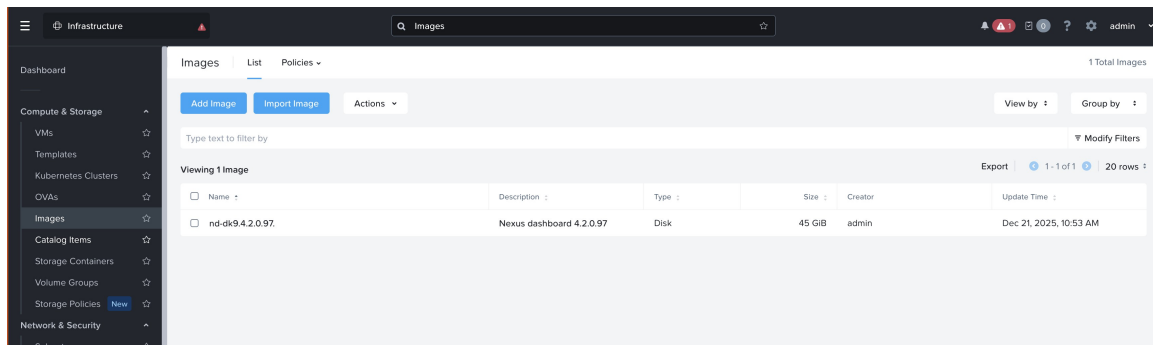 Infrastructure
Images
1
0
?
admin
Dashboard
Compute & Storage
VMs
Templates
Kubernetes Clusters
OVAs
Images
Catalog Items
Storage Containers
Volume Groups
Storage Policies New
Network & Security
Images List Policies
1 Total Images
Add Image Import Image Actions
View by Group by
Type text to filter by
Modify Filters
Viewing 1 Image
Export 1 - 1 of 1 20 rows
Name Description Type Size Creator Update Time
nd-dk9.4.2.0.97. Nexus dashboard 4.2.0.97 Disk 45 GiB admin Dec 21, 2025, 10:53 AM